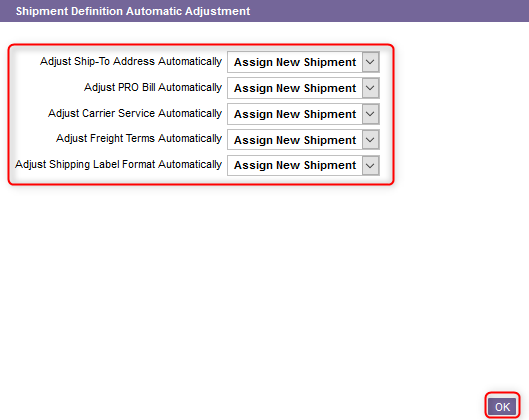 Shipment Definition Automatic Adjustment
Adjust Ship-To Address Automatically Assign New Shipment
Adjust PRO Bill Automatically Assign New Shipment
Adjust Carrier Service Automatically Assign New Shipment
Adjust Freight Terms Automatically Assign New Shipment
Adjust Shipping Label Format Automatically Assign New Shipment
OK